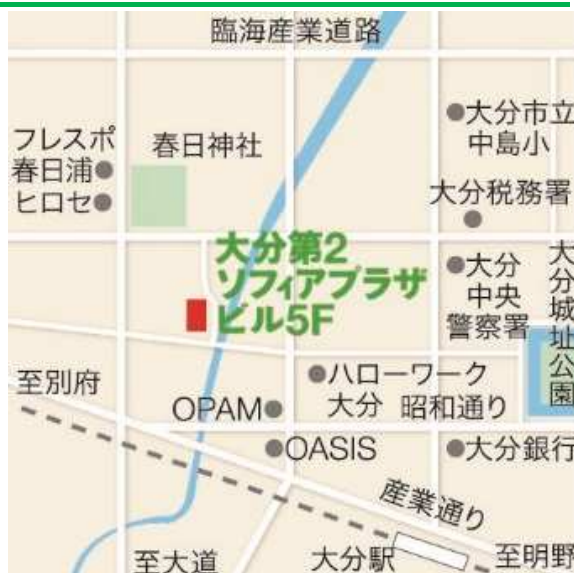 臨海産業道路
大分市立
中島小
フレスポ
春日浦
ヒロセ
春日神社
大分税務署
大分第2
ソフィアプラザ
ビル5F
大分
中央
警察署
大分城址公園
至別府
ハローワーク
大分
昭和通り
OPAM
OASIS
大分銀行
産業通り
至大道
大分駅
至明野